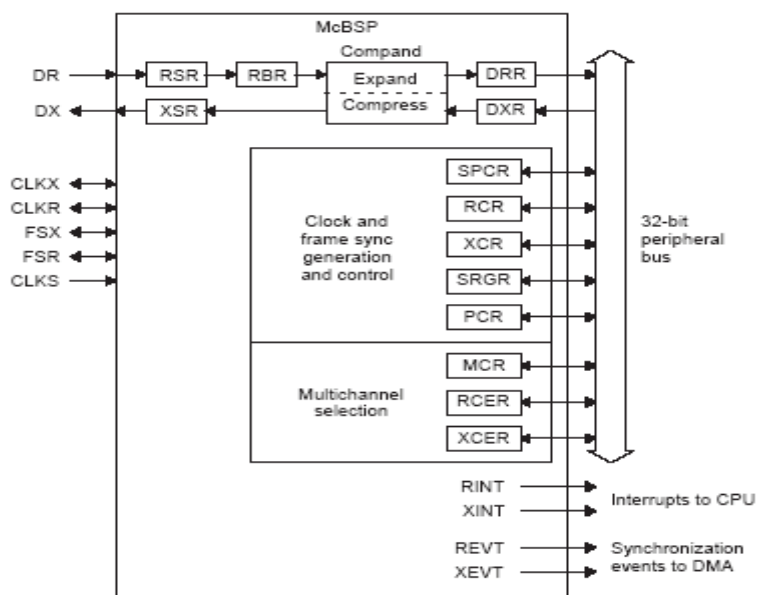 McBSP
Compand
DR
RSR
RBR
Expand
DRR
DX
XSR
Compress
DXR
CLKX
CLKR
FSX
FSR
CLKS
Clock and
frame sync
generation
and control
SPCR
RCR
XCR
SRGR
PCR
Multichannel
selection
MCR
RCER
XCER
32-bit
peripheral
bus
RINT
XINT
Interrupts to CPU
REVT
XEVT
Synchronization
events to DMA